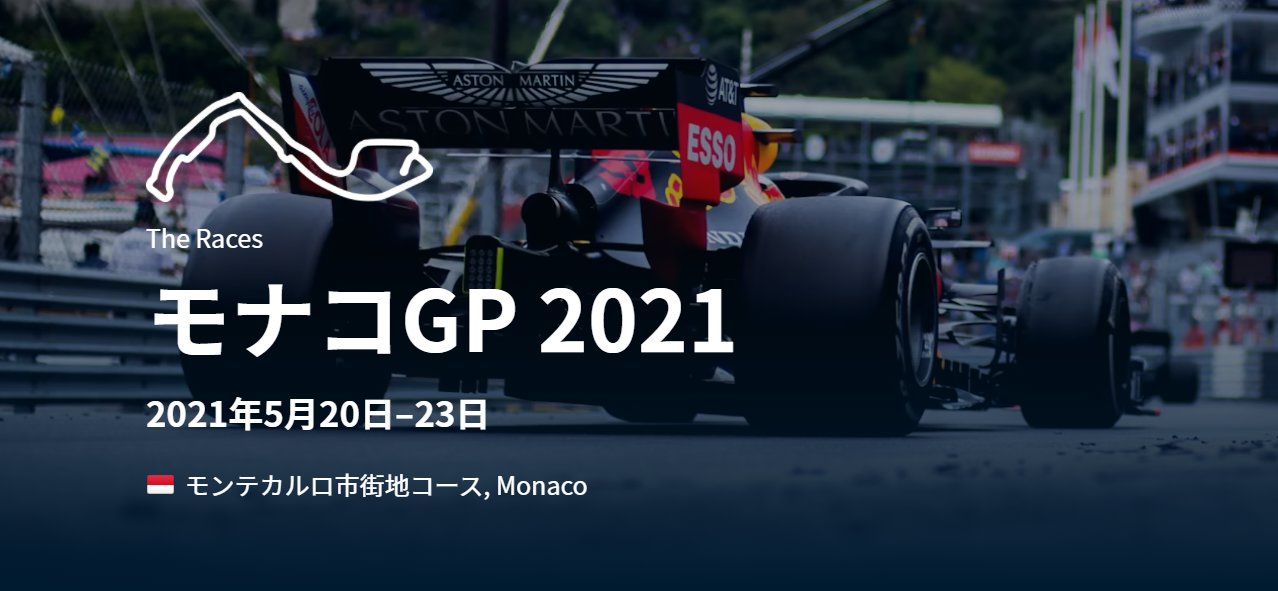 ASTON MARTIN
AT&T
ASTON MARTI
ESSO
The Races
モナコGP 2021
2021年5月20日–23日
モンテカルロ市街地コース, Monaco